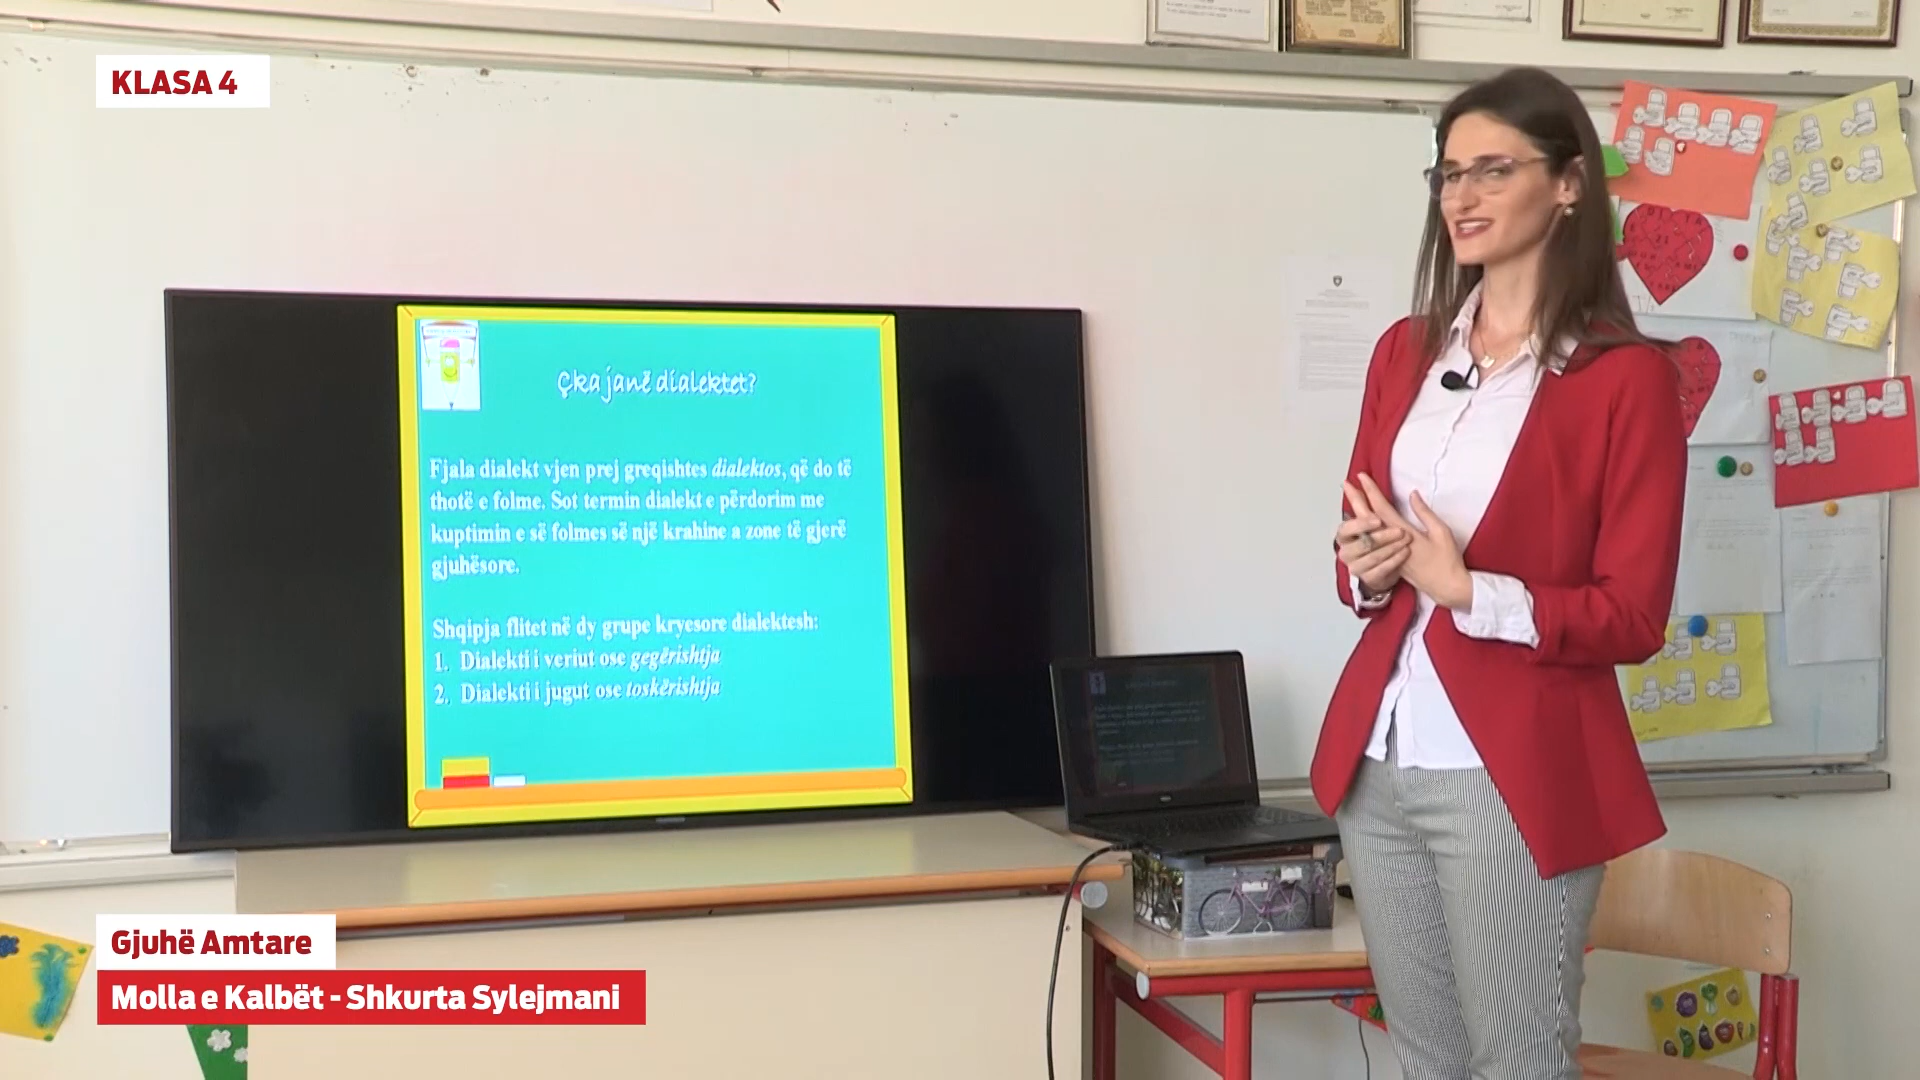 KLASA 4
Çka janë dialektet?
Fjala dialekt vjen prej greqishtes dialektos, që do të
thotë e folme. Sot termin dialekt e përdorim me
kuptimin e së folmes së një krahine a zone të gjerë
gjuhësore.
Shqipja flitet në dy grupe kryesore dialektesh:
1. Dialekti i veriut ose gegërishtja
2. Dialekti i jugut ose toskërishtja
Gjuhë Amtare
Molla e Kalbët - Shkurta Sylejmani